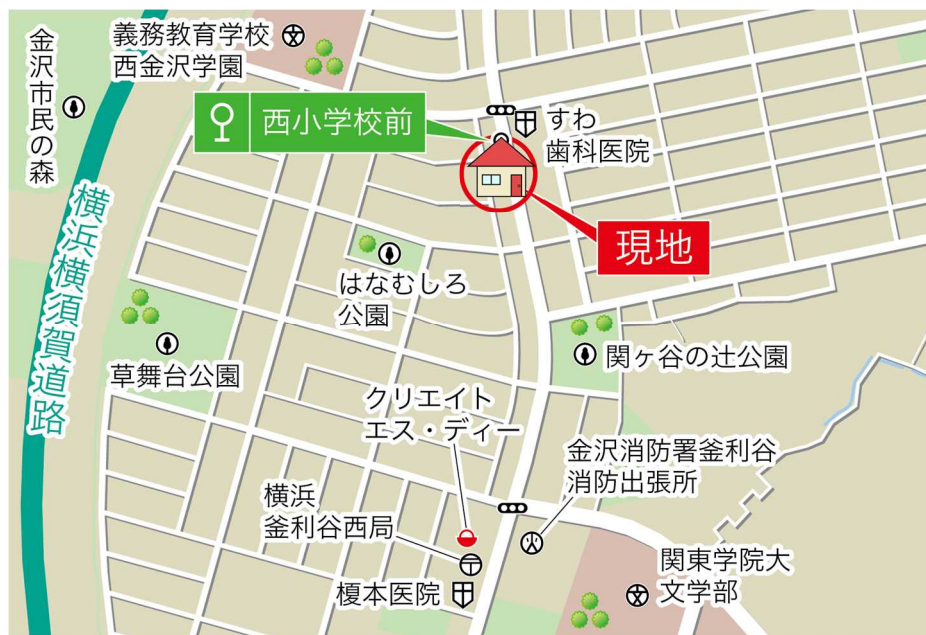 義務教育学校
西金沢学園
金沢市民の森
西小学校前
すわ
歯科医院
現地
横浜横須賀道路
はなむしろ
公園
草舞台公園
関ヶ谷の辻公園
クリエイト
エス・ディー
金沢消防署釜利谷
消防出張所
横浜
釜利谷西局
榎本医院
関東学院大
文学部